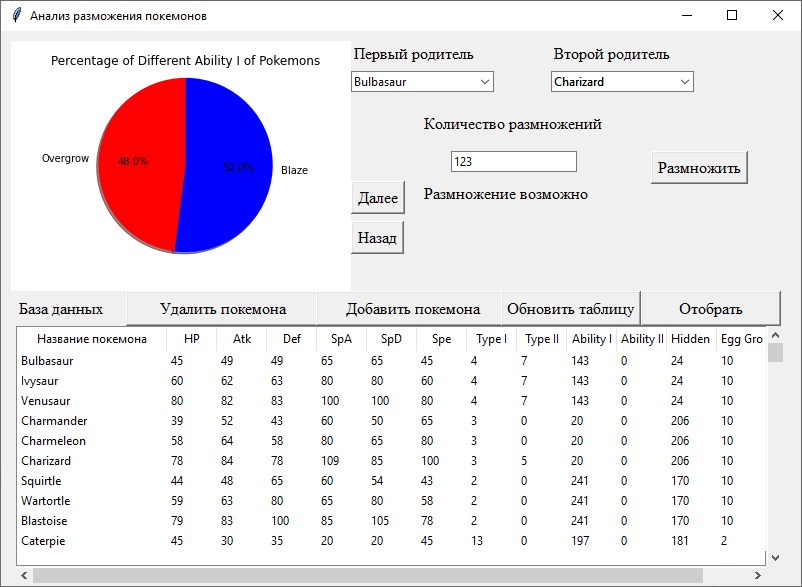 Анализ разможения покемонов
Percentage of Different Ability I of Pokemons
Overgrow
48.0%
52.0%
Blaze
Первый родитель
Второй родитель
Bulbasaur
Charizard
Количество размножений
123
Размножить
Далее
Размножение возможно
Назад
База данных Удалить покемона Добавить покемона Обновить таблицу Отобрать
Название покемона HP Atk Def SpA SpD Spe Type I Type II Ability I Ability II Hidden Egg Gro
Bulbasaur 45 49 49 65 65 45 4 7 143 0 24 10
Ivysaur 60 62 63 80 80 60 4 7 143 0 24 10
Venusaur 80 82 83 100 100 80 4 7 143 0 24 10
Charmander 39 52 43 60 50 65 3 0 20 0 206 10
Charmeleon 58 64 58 80 65 80 3 0 20 0 206 10
Charizard 78 84 78 109 85 100 3 5 20 0 206 10
Squirtle 44 48 65 60 54 43 2 0 241 0 170 10
Wartortle 59 63 80 65 80 58 2 0 241 0 170 10
Blastoise 79 83 100 85 105 78 2 0 241 0 170 10
Caterpie 45 30 35 20 20 45 13 0 197 0 181 2